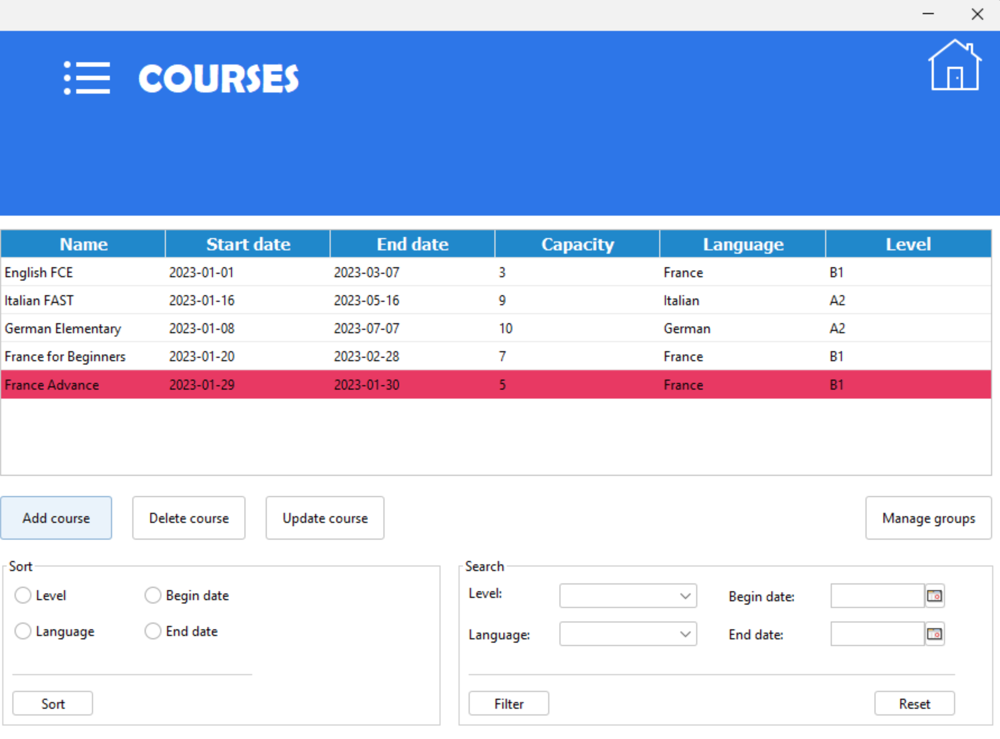 COURSES
Name Start date End date Capacity Language Level
English FCE 2023-01-01 2023-03-07 3 France B1
Italian FAST 2023-01-16 2023-05-16 9 Italian A2
German Elementary 2023-01-08 2023-07-07 10 German A2
France for Beginners 2023-01-20 2023-02-28 7 France B1
France Advance 2023-01-29 2023-01-30 5 France B1
Add course Delete course Update course Manage groups
Sort
Level Begin date
Language End date
Sort
Search
Level: Begin date:
Language: End date:
Filter Reset